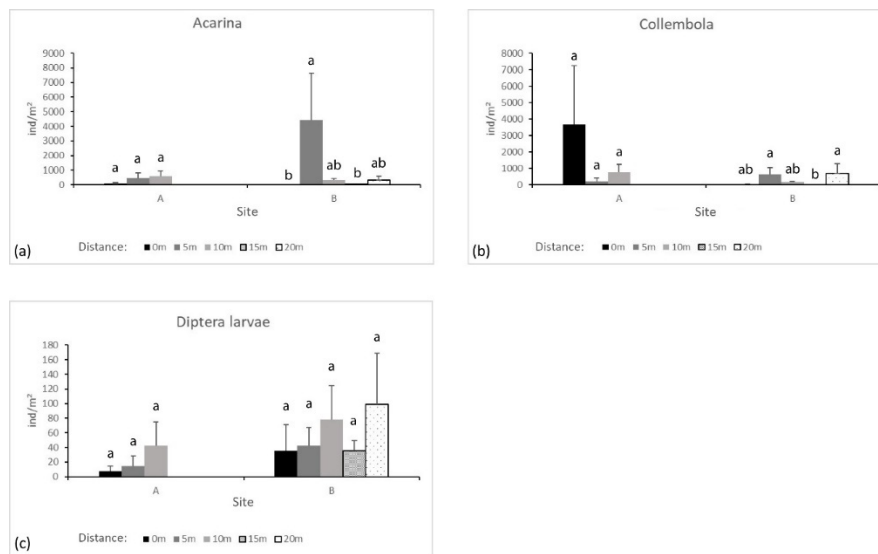 Acarina
9000
8000
7000
6000
5000
4000
3000
2000
1000
0
ind/m²
a a a
b a ab b ab
A B
Site
(a)
Distance: 0m 5m 10m 15m 20m
Collembola
8000
7000
6000
5000
4000
3000
2000
1000
0
ind/m²
a a a
ab a ab b a
A B
Site
(b)
Distance: 0m 5m 10m 15m 20m
Diptera larvae
180
160
140
120
100
80
60
40
20
0
ind/m²
a a a
a a a a a
A B
Site
(c)
Distance: 0m 5m 10m 15m 20m